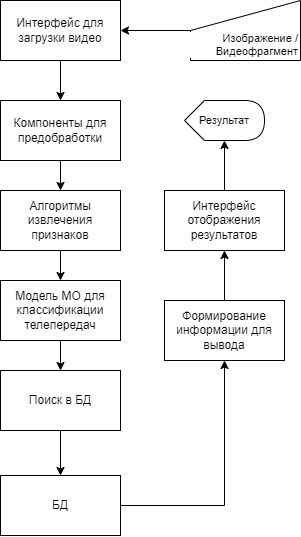 Интерфейс для
загрузки видео
Изображение /
Видеофрагмент
Компоненты для
предобработки
Результат
Алгоритмы
извлечения
признаков
Интерфейс
отображения
результатов
Модель МО для
классификации
телепередач
Формирование
информации для
вывода
Поиск в БД
БД